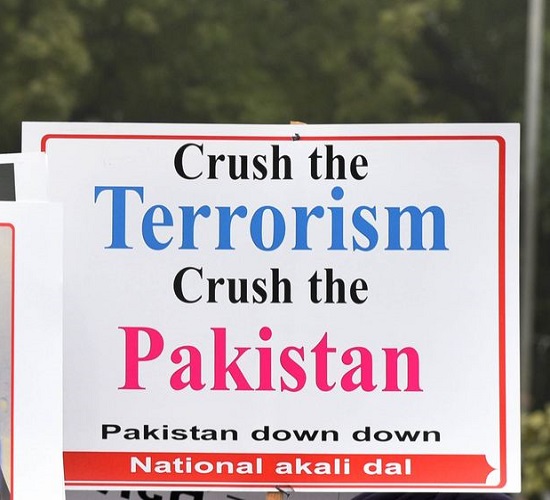 Crush the
Terrorism
Crush the
Pakistan
Pakistan down down
National akali dal